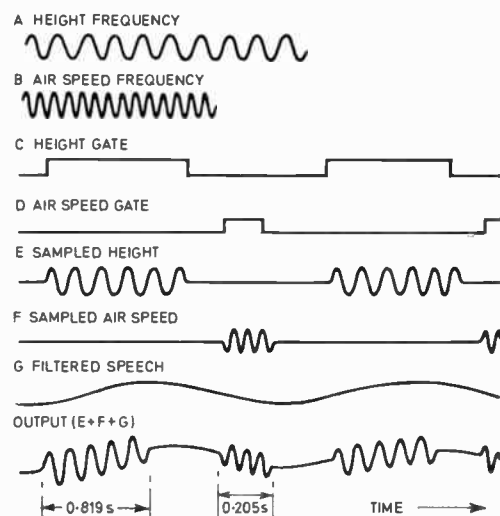 A HEIGHT FREQUENCY
B AIR SPEED FREQUENCY
C HEIGHT GATE
D AIR SPEED GATE
E SAMPLED HEIGHT
F SAMPLED AIR SPEED
G FILTERED SPEECH
OUTPUT (E+F+G)
0·819 s
0·205s
TIME